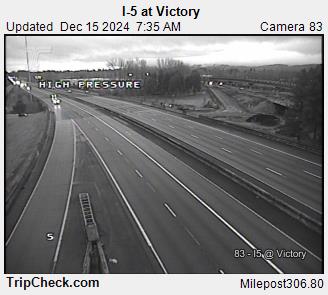 I-5 at Victory
Updated Dec 15 2024 7:35 AM Camera 83
HIGH PRESSURE
S
83 - I5 @ Victory
TripCheck.com Milepost306.80